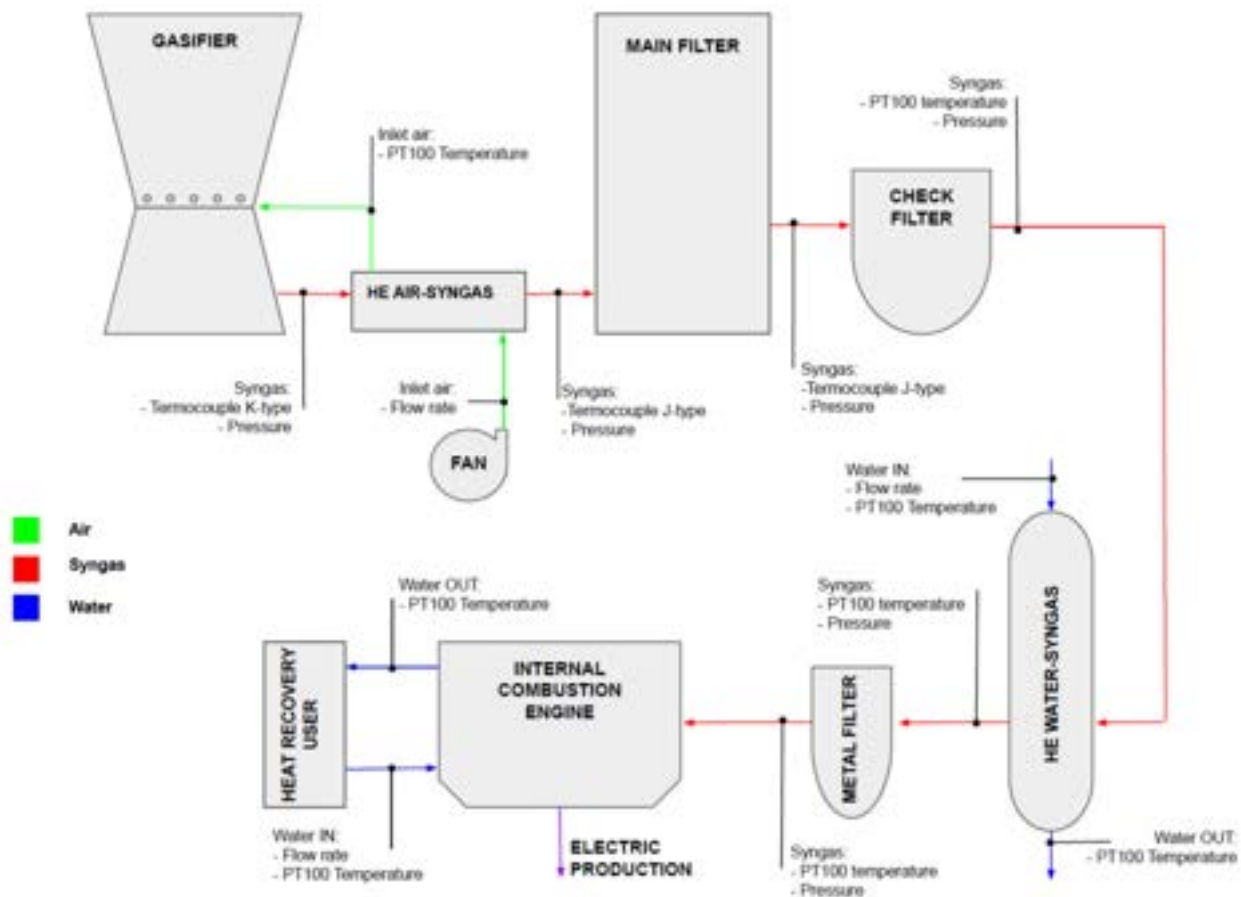 GASIFIER
MAIN FILTER
Syngas:
- PT100 temperature
- Pressure
Inlet air:
- PT100 Temperature
CHECK
FILTER
HE AIR-SYNGAS
Syngas:
- Termocouple K-type
- Pressure
Inlet air:
- Flow rate
Syngas:
-Termocouple J-type
- Pressure
Syngas:
-Termocouple J-type
- Pressure
FAN
Water IN:
- Flow rate
- PT100 Temperature
Air
Syngas
Water
Water OUT:
- PT100 Temperature
Syngas:
- PT100 temperature
- Pressure
HE WATER-SYNGAS
HEAT RECOVERY
USER
INTERNAL
COMBUSTION
ENGINE
METAL FILTER
Water IN:
- Flow rate
- PT100 Temperature
ELECTRIC
PRODUCTION
Syngas:
- PT100 temperature
- Pressure
Water OUT:
- PT100 Temperature